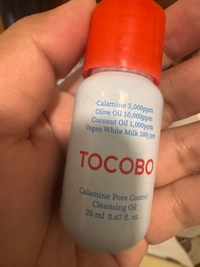 Calamine 5,000ppm
Olive Oil 10,000ppm
Coconut Oil 1,000ppm
Vegan White Milk 100ppm
TOCOBO
Calamine Pore Control
Cleansing Oil
20 ml 0.67 fl. oz.